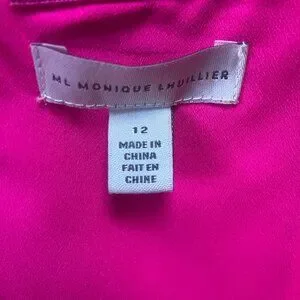 ML MONIQUE LHUILLIER
12
MADE IN
CHINA
FAIT EN
CHINE